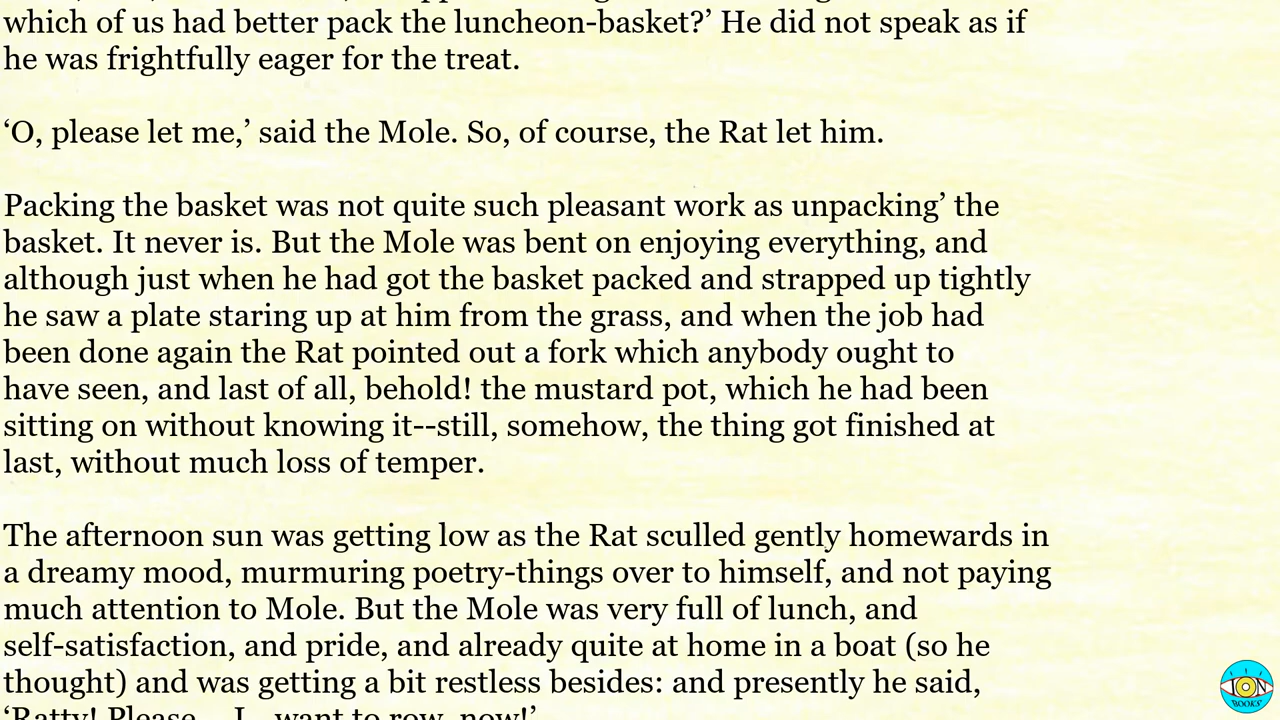 which of us had better pack the luncheon-basket?’ He did not speak as if
he was frightfully eager for the treat.
‘O, please let me,’ said the Mole. So, of course, the Rat let him.
Packing the basket was not quite such pleasant work as unpacking’ the
basket. It never is. But the Mole was bent on enjoying everything, and
although just when he had got the basket packed and strapped up tightly
he saw a plate staring up at him from the grass, and when the job had
been done again the Rat pointed out a fork which anybody ought to
have seen, and last of all, behold! the mustard pot, which he had been
sitting on without knowing it--still, somehow, the thing got finished at
last, without much loss of temper.
The afternoon sun was getting low as the Rat sculled gently homewards in
a dreamy mood, murmuring poetry-things over to himself, and not paying
much attention to Mole. But the Mole was very full of lunch, and
self-satisfaction, and pride, and already quite at home in a boat (so he
thought) and was getting a bit restless besides: and presently he said,
‘Ratty! Please, I want to row, now!’
ION
BOOKS